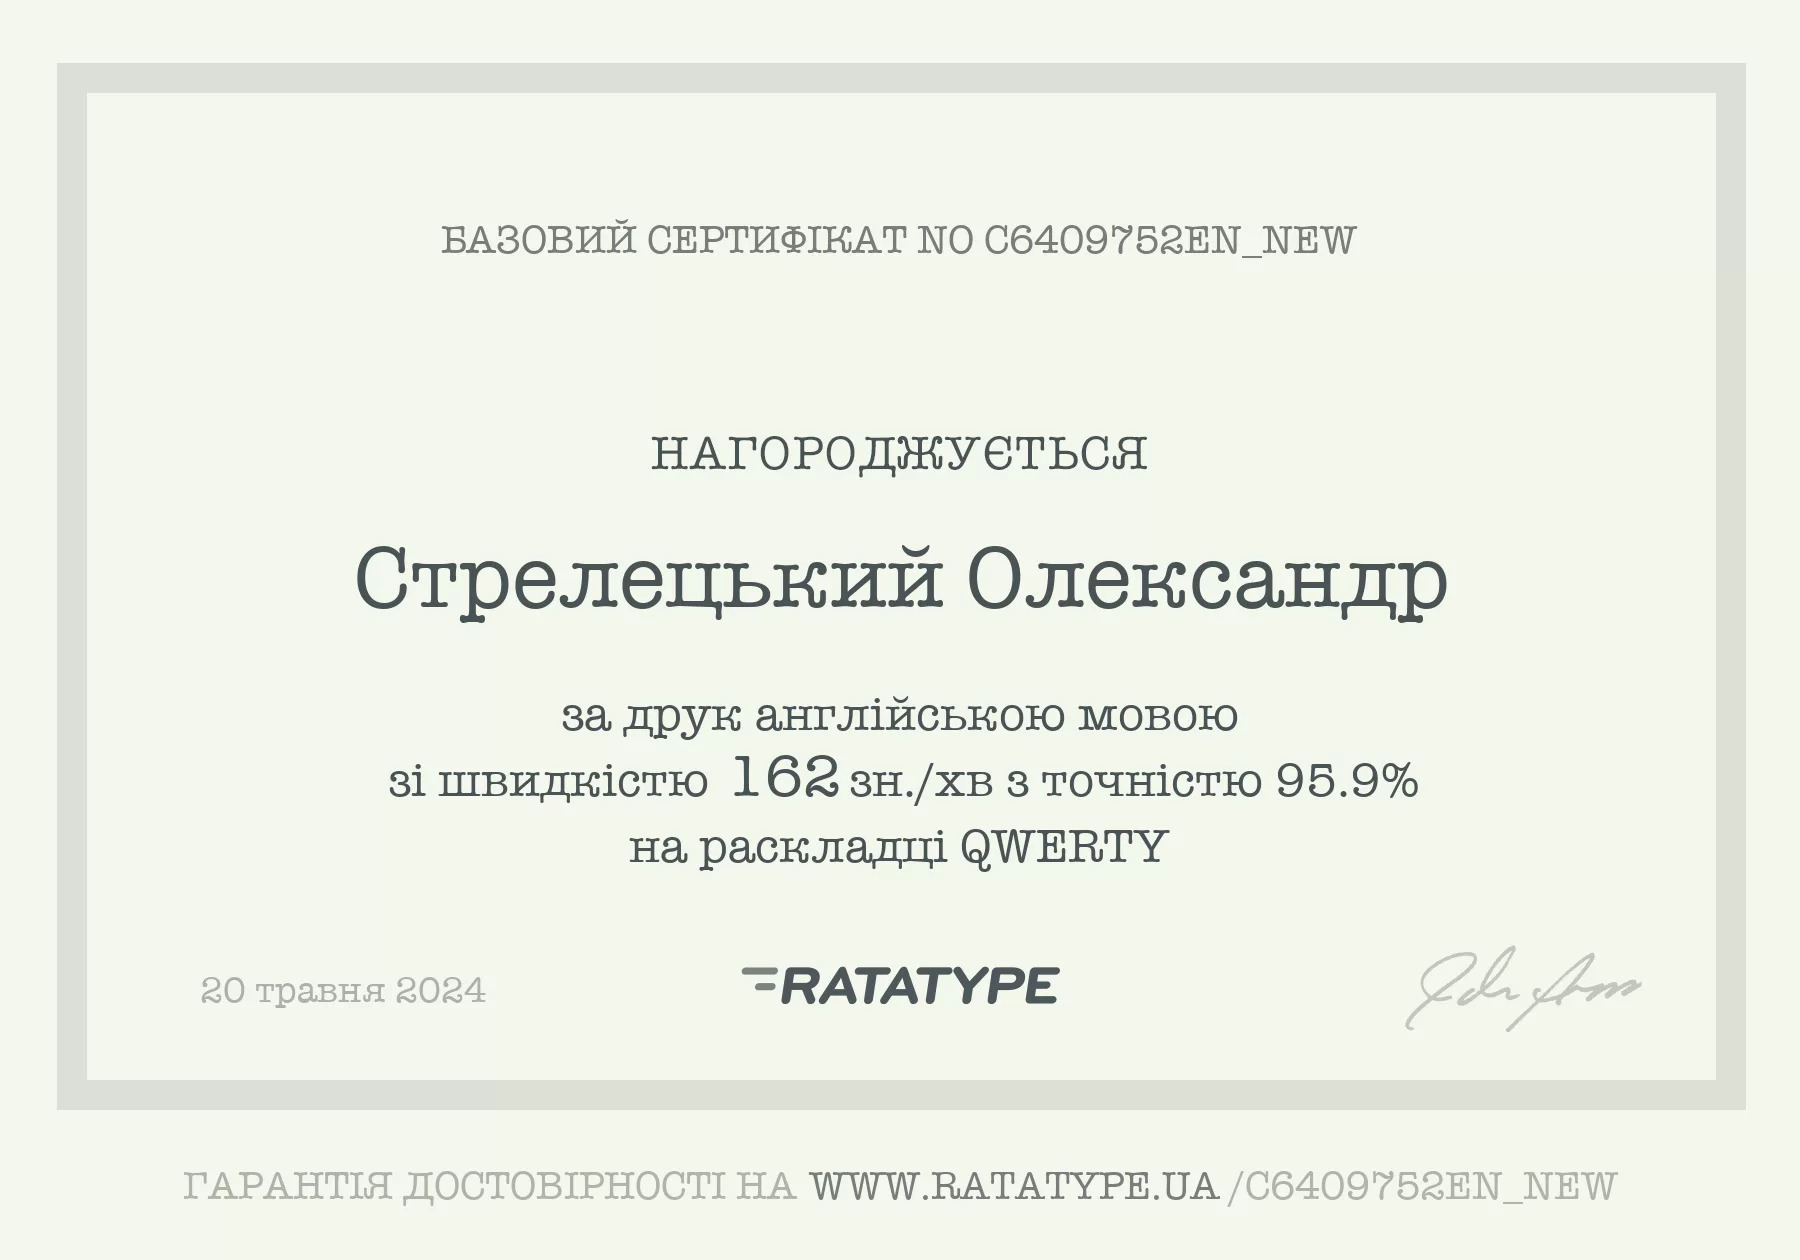 БАЗОВИЙ СЕРТИФІКАТ NO C6409752EN_NEW
НАГОРОДЖУЄТЬСЯ
Стрелецький Олександр
за друк англійською мовою
зі швидкістю 162 зн./хв з точністю 95.9%
на раскладці QWERTY
20 травня 2024
RATATYPE
ГАРАНТІЯ ДОСТОВІРНОСТІ НА WWW.RATATYPE.UA/C6409752EN_NEW